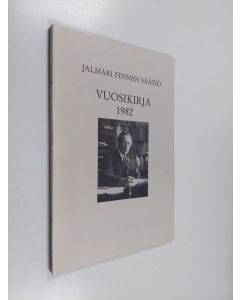 JALMARI FINNEN SÄÄTIÖ
VUOSIKIRJA
1982